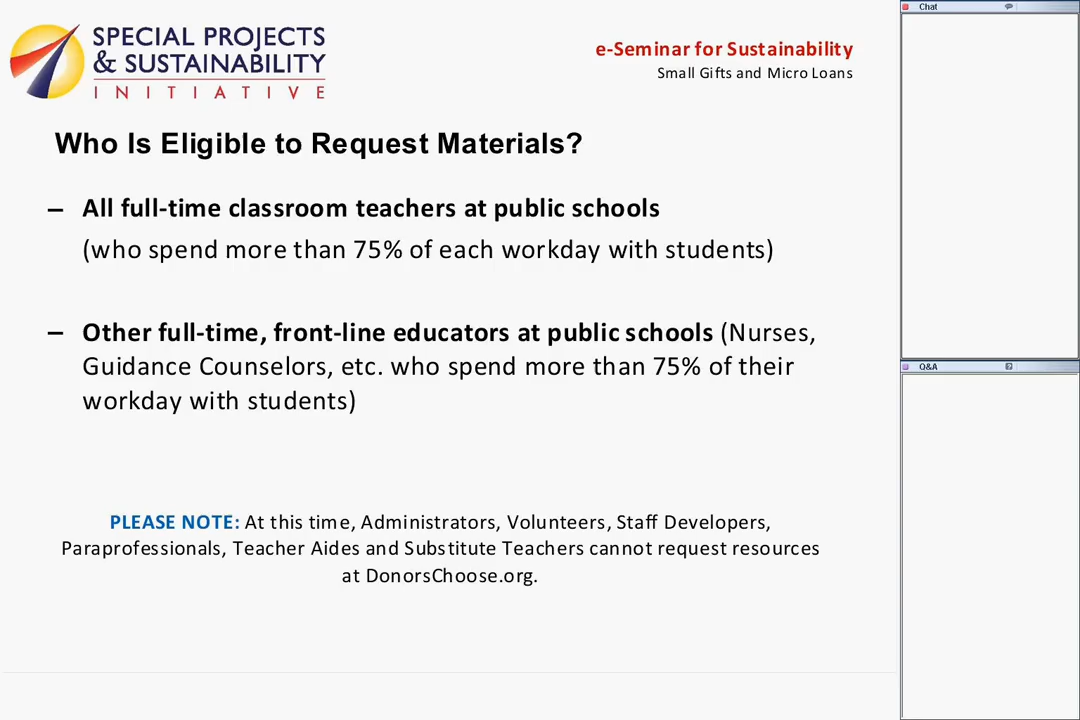 SPECIAL PROJECTS
& SUSTAINABILITY
INITIATIVE
e-Seminar for Sustainability
Small Gifts and Micro Loans
Who Is Eligible to Request Materials?
– All full-time classroom teachers at public schools
(who spend more than 75% of each workday with students)
– Other full-time, front-line educators at public schools (Nurses,
Guidance Counselors, etc. who spend more than 75% of their
workday with students)
PLEASE NOTE: At this time, Administrators, Volunteers, Staff Developers,
Paraprofessionals, Teacher Aides and Substitute Teachers cannot request resources
at DonorsChoose.org.
Chat
Q&A